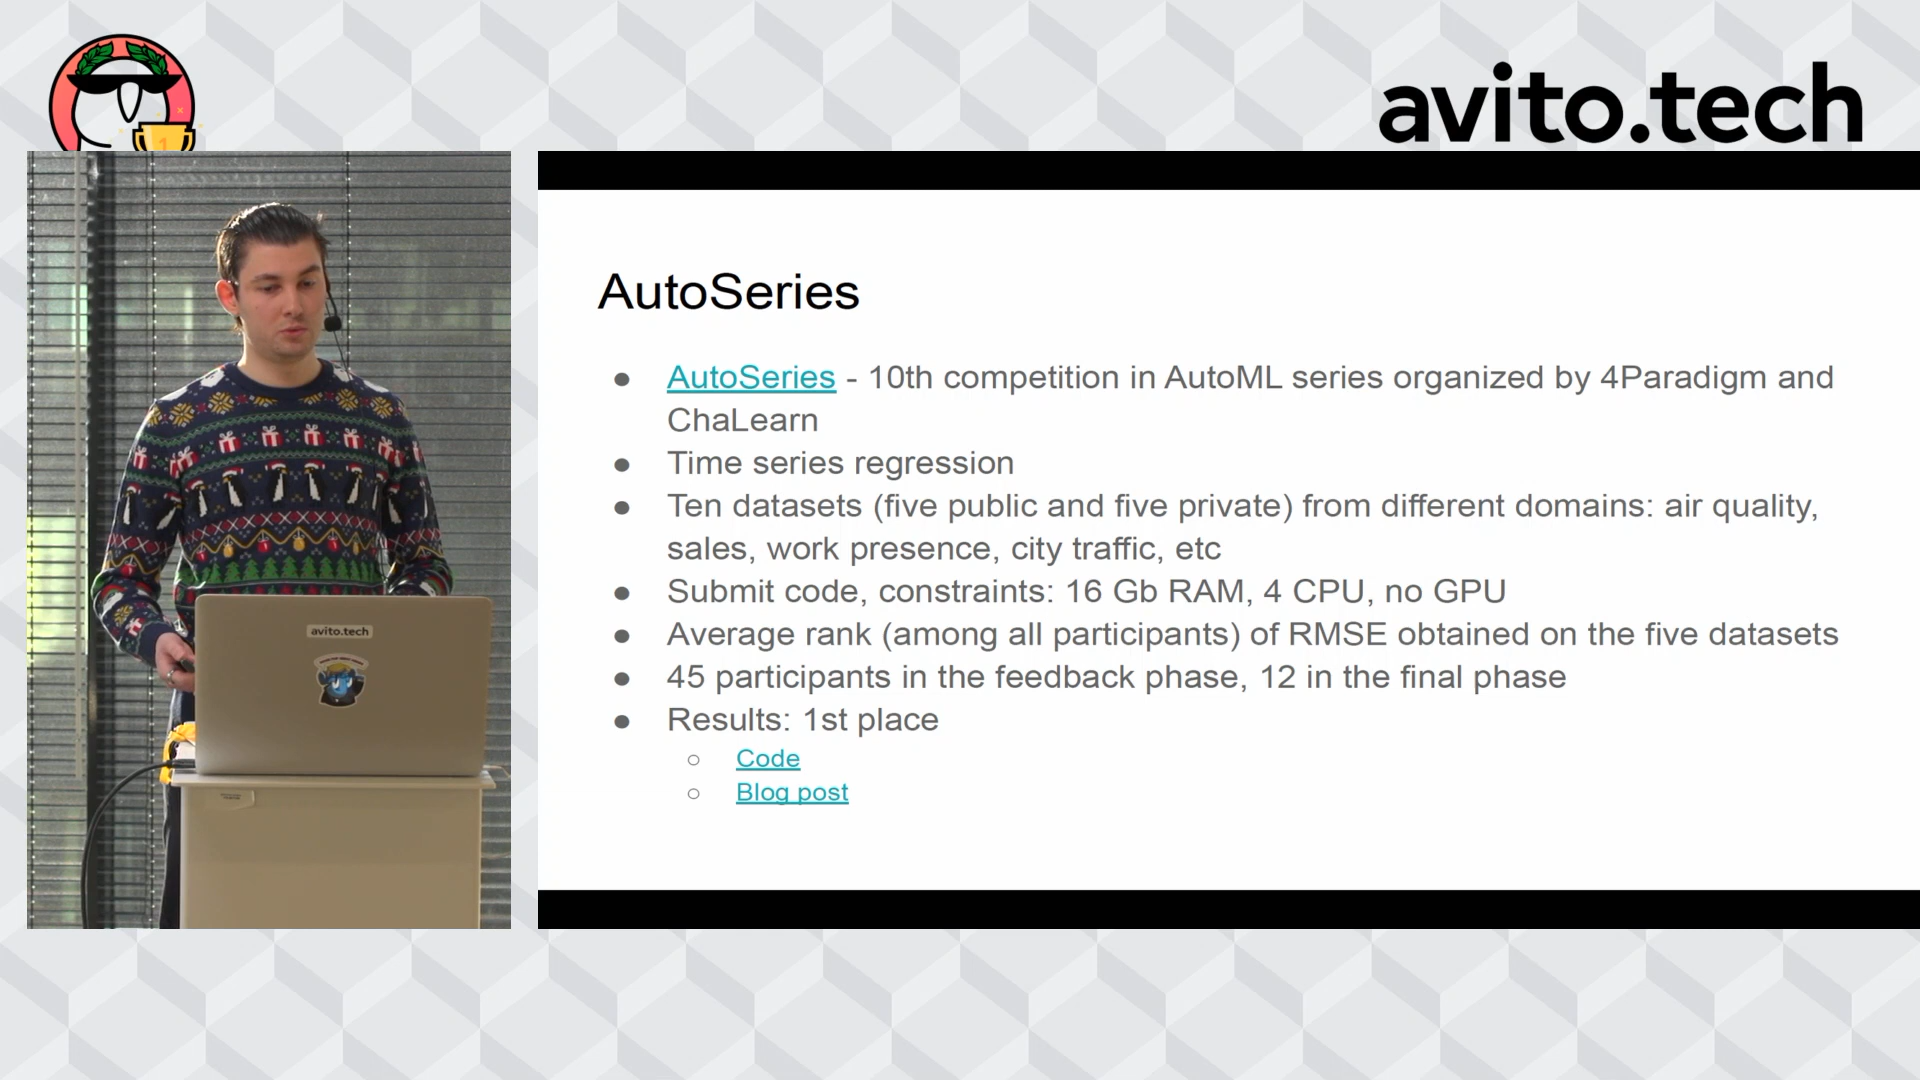 avito.tech
AutoSeries
● AutoSeries - 10th competition in AutoML series organized by 4Paradigm and
ChaLearn
● Time series regression
● Ten datasets (five public and five private) from different domains: air quality,
sales, work presence, city traffic, etc
● Submit code, constraints: 16 Gb RAM, 4 CPU, no GPU
● Average rank (among all participants) of RMSE obtained on the five datasets
● 45 participants in the feedback phase, 12 in the final phase
● Results: 1st place
○ Code
○ Blog post
avito.tech
1